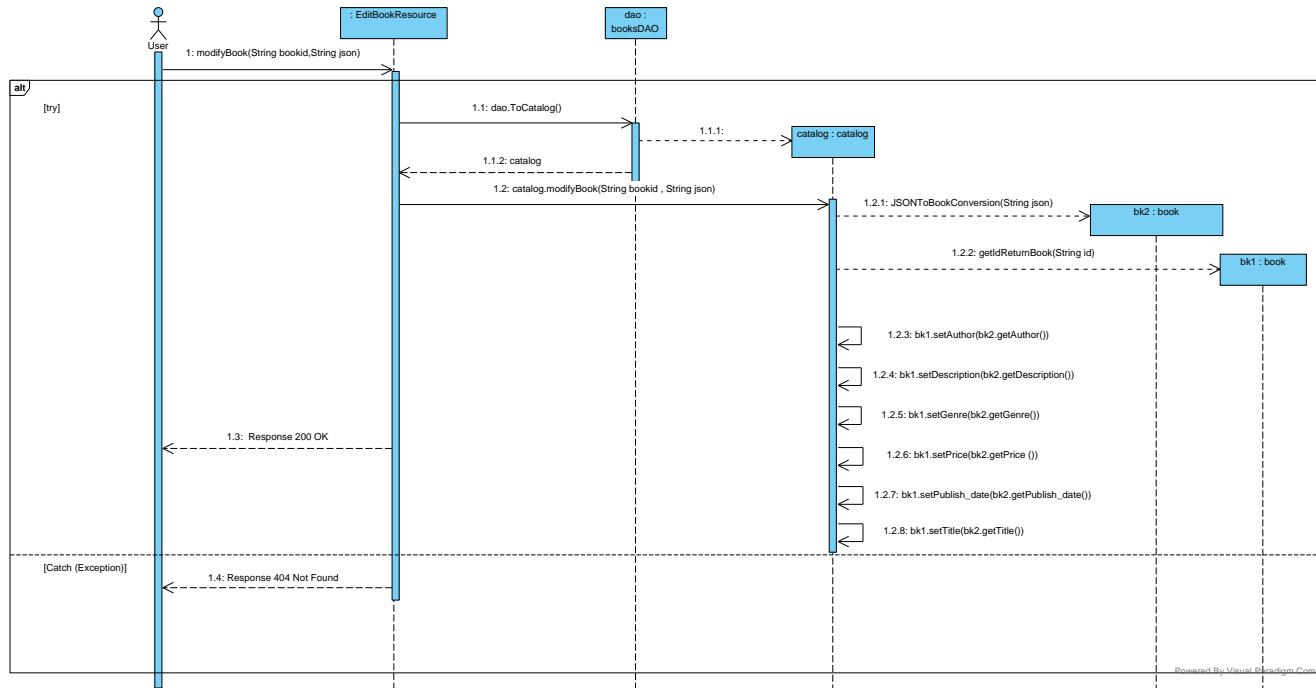 : EditBookResource
dao :
booksDAO
User
1: modifyBook(String bookid,String json)
alt
[try]
1.1: dao.ToCatalog()
1.1.1:
catalog : catalog
1.1.2: catalog
1.2: catalog.modifyBook(String bookid , String json)
1.2.1: JSONToBookConversion(String json)
bk2 : book
1.2.2: getIdReturnBook(String id)
bk1 : book
1.2.3: bk1.setAuthor(bk2.getAuthor())
1.2.4: bk1.setDescription(bk2.getDescription())
1.2.5: bk1.setGenre(bk2.getGenre())
1.3: Response 200 OK
1.2.6: bk1.setPrice(bk2.getPrice ())
1.2.7: bk1.setPublish_date(bk2.getPublish_date())
1.2.8: bk1.setTitle(bk2.getTitle())
[Catch (Exception)]
1.4: Response 404 Not Found
Powered By Visual Paradigm Com